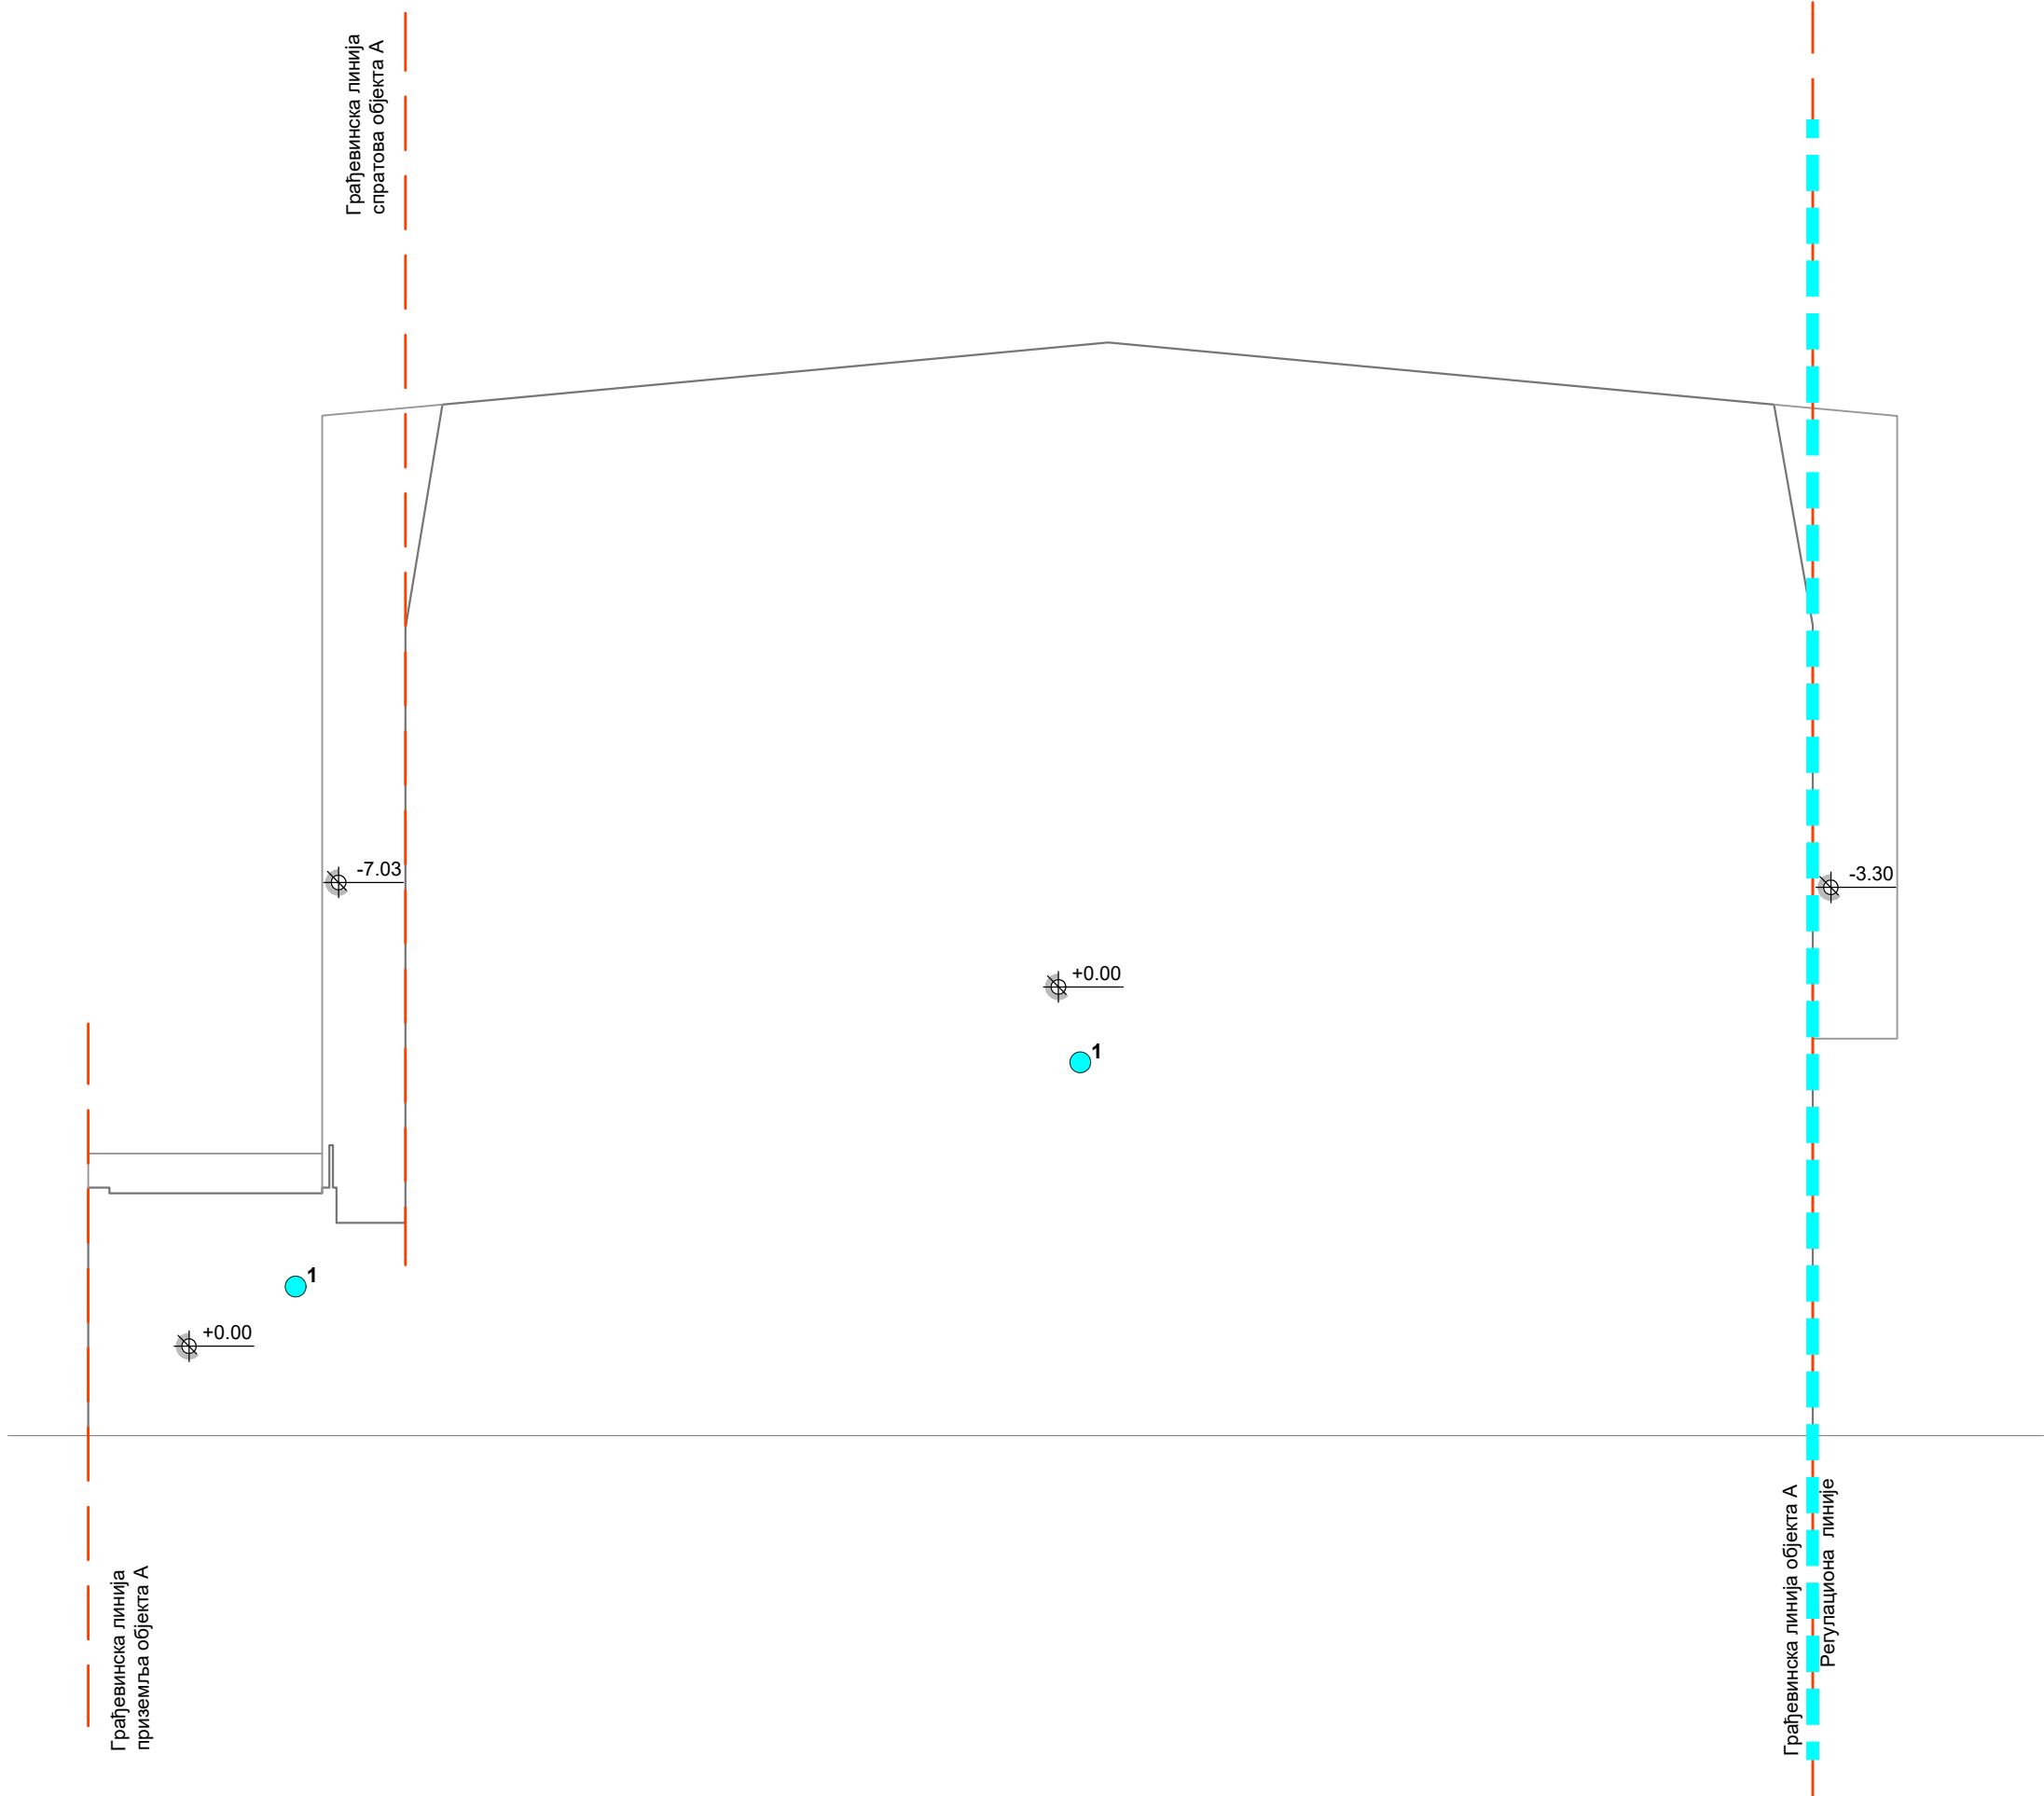 Грађевинска линија
спратова објекта А
-7.03
-3.30
+0.00
1
1
+0.00
Грађевинска линија
приземља објекта А
Грађевинска линија објекта А
Регулациона линије